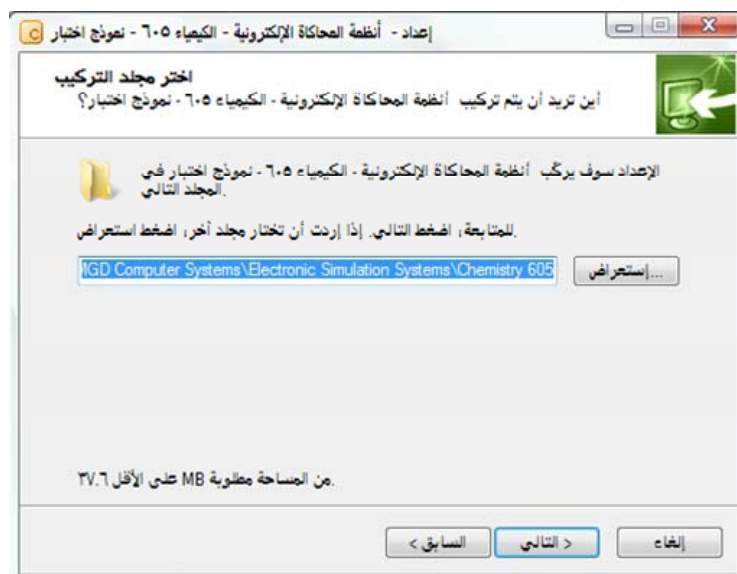 إعداد - أنظمة المحاكاة الإلكترونية - الكيمياء ٦٠٥ - نموذج اختبار
اختر مجلد التركيب
أين تريد أن يتم تركيب أنظمة المحاكاة الإلكترونية - الكيمياء ٦٠٥ - نموذج اختبار؟
الإعداد سوف يركّب أنظمة المحاكاة الإلكترونية - الكيمياء ٦٠٥ - نموذج اختبار في
المجلد التالي.
للمتابعة، اضغط التالي. إذا إردت أن تختار مجلد آخر، اضغط استعراض.
إستعراض...
MGD Computer Systems\Electronic Simulation Systems\Chemistry 605
٣٧.٦ على الأقل MB من المساحة مطلوبة.
إلغاء
التالي >
السابق <